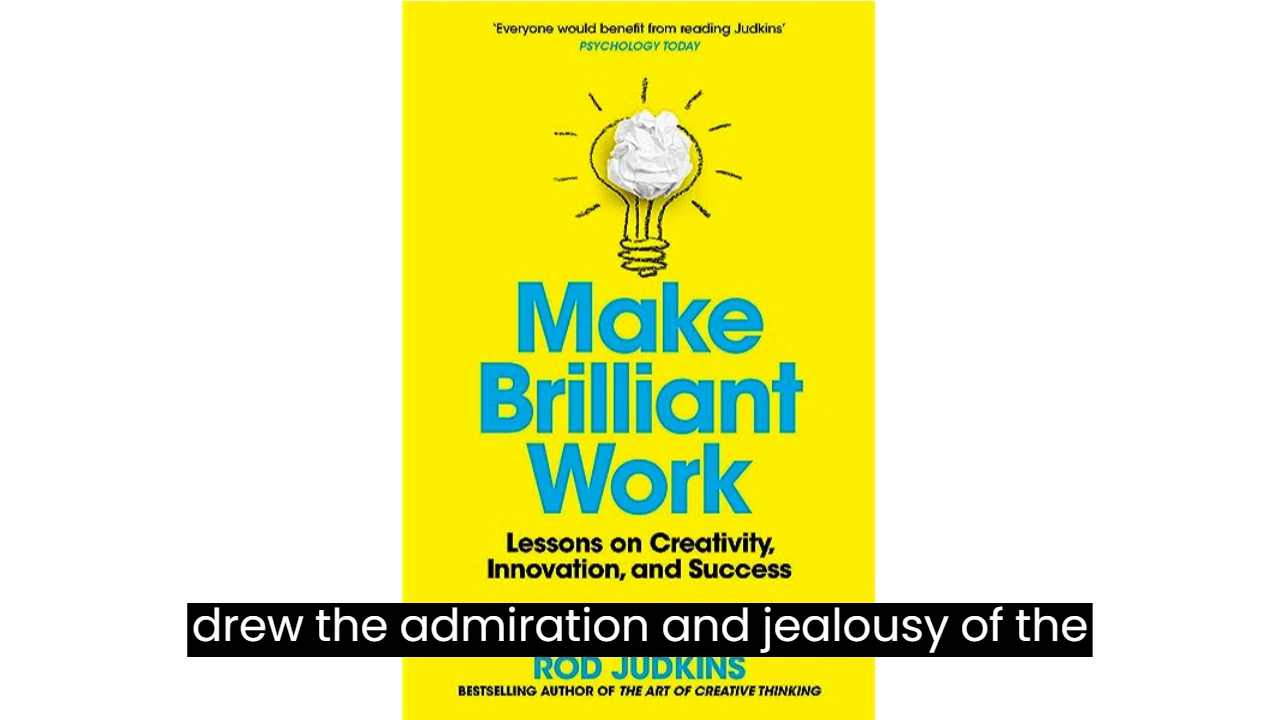 ‘Everyone would benefit from reading Judkins’
PSYCHOLOGY TODAY
Make
Brilliant
Work
Lessons on Creativity,
Innovation, and Success
drew the admiration and jealousy of the
ROD JUDKINS
BESTSELLING AUTHOR OF THE ART OF CREATIVE THINKING